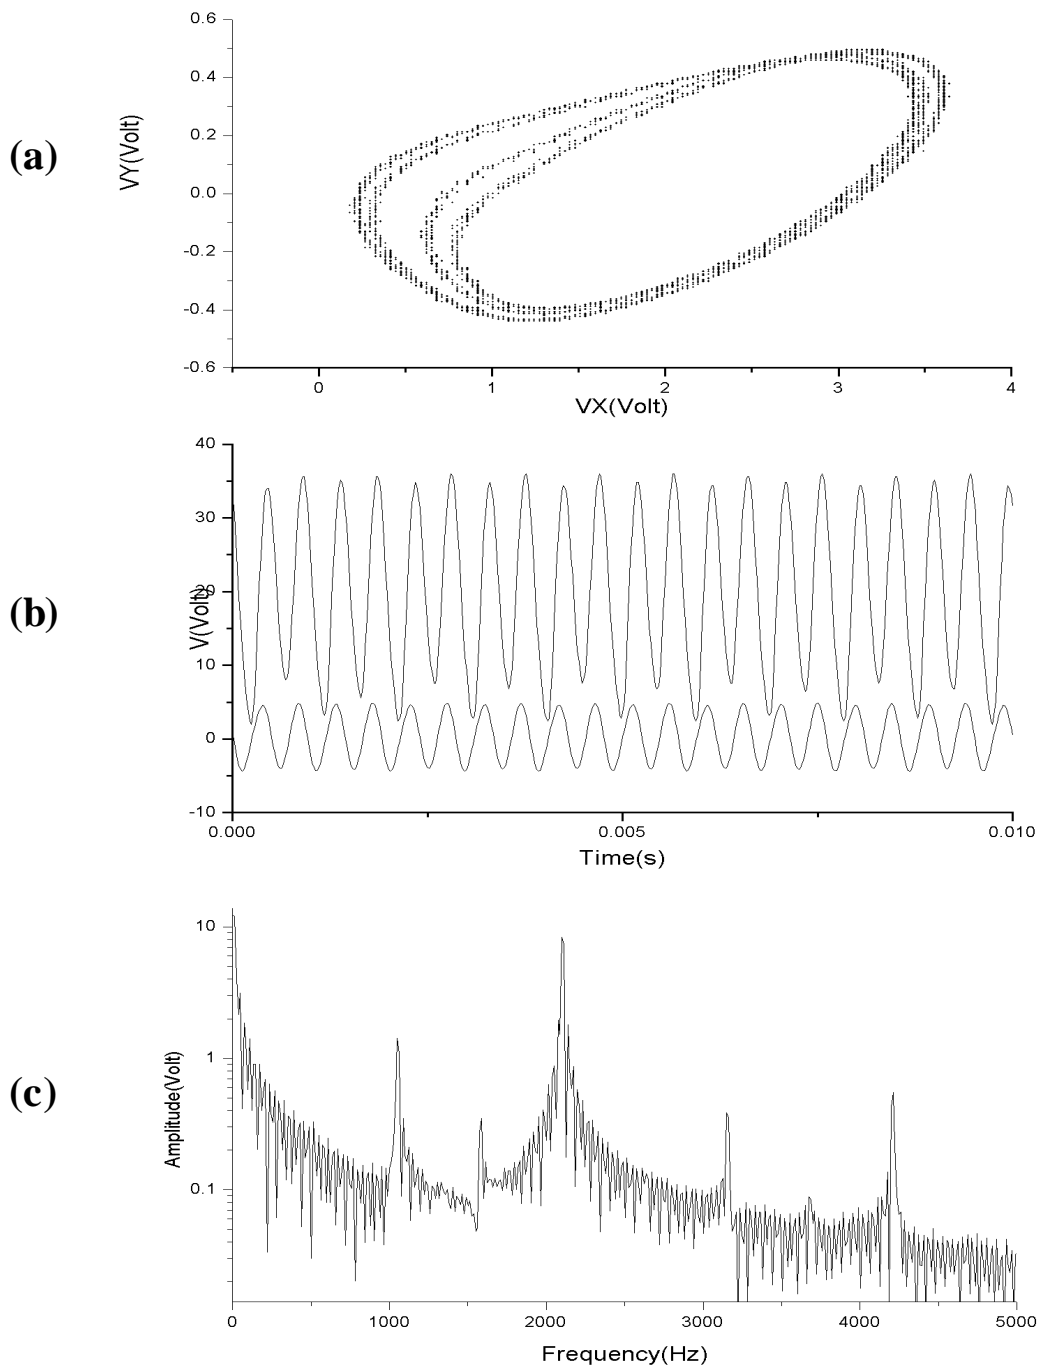 (a)
VY(Volt)
0.6
0.4
0.2
0.0
-0.2
-0.4
-0.6
0 1 2 3 4
VX(Volt)
(b)
V(Volt)
40
30
20
10
0
-10
0.000 0.005 0.010
Time(s)
(c)
Amplitude(Volt)
10
1
0.1
0 1000 2000 3000 4000 5000
Frequency(Hz)